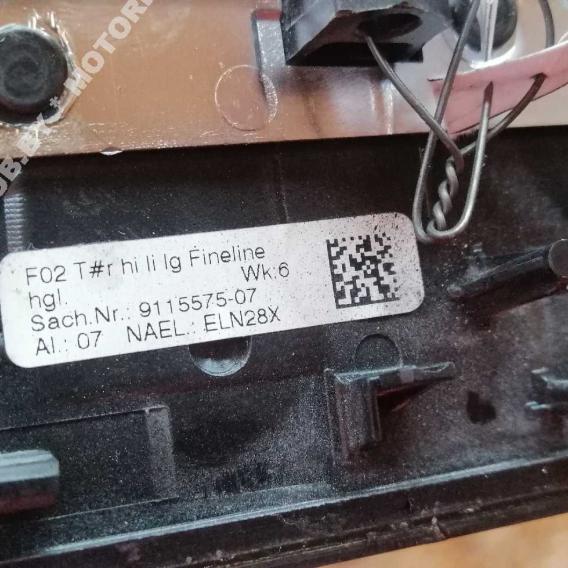 F02 T#r hi li lg Fineline
hgl. Wk:6
Sach.Nr.: 9115575-07
AI.: 07 NAEL.: ELN28X